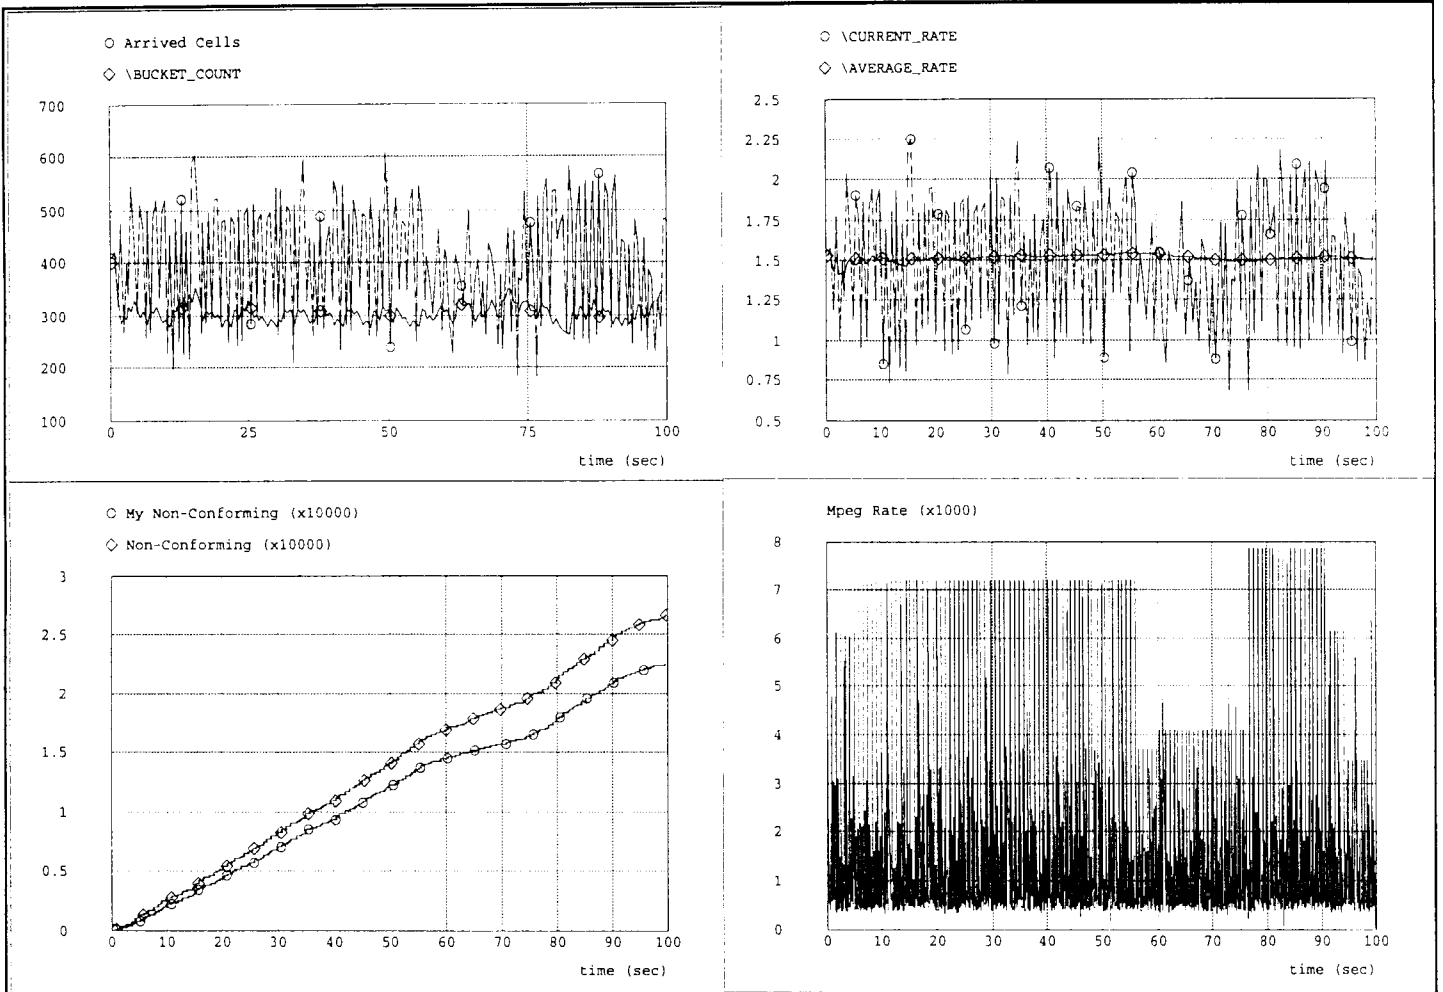 Arrived Cells
\BUCKET_COUNT
700
600
500
400
300
200
100
0 25 50 75 100
time (sec)
\CURRENT_RATE
\AVERAGE_RATE
2.5
2.25
2
1.75
1.5
1.25
1
0.75
0.5
0 10 20 30 40 50 60 70 80 90 100
time (sec)
My Non-Conforming (x10000)
Non-Conforming (x10000)
3
2.5
2
1.5
1
0.5
0
0 10 20 30 40 50 60 70 80 90 100
time (sec)
Mpeg Rate (x1000)
8
7
6
5
4
3
2
1
0
0 10 20 30 40 50 60 70 80 90 100
time (sec)